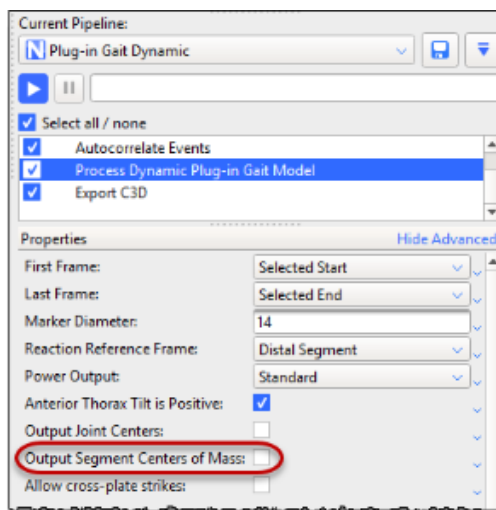 Current Pipeline:
Plug-in Gait Dynamic
Select all / none
Autocorrelate Events
Process Dynamic Plug-in Gait Model
Export C3D
Properties Hide Advanced
First Frame: Selected Start
Last Frame: Selected End
Marker Diameter: 14
Reaction Reference Frame: Distal Segment
Power Output: Standard
Anterior Thorax Tilt is Positive:
Output Joint Centers:
Output Segment Centers of Mass:
Allow cross-plate strikes: